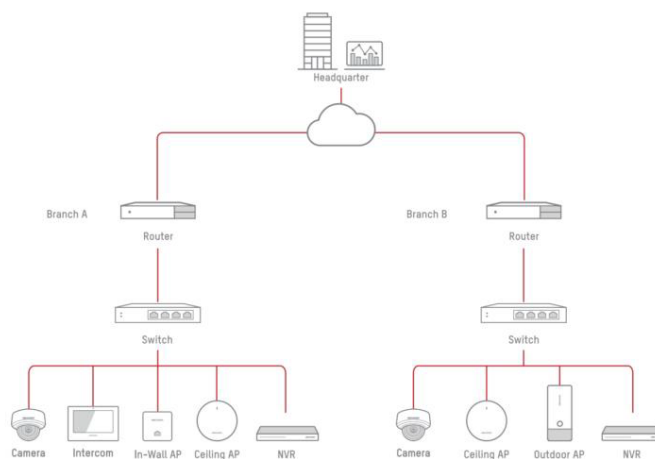 Headquarter
Branch A
Router
Branch B
Router
Switch
Switch
Camera
Intercom
In-Wall AP
Ceiling AP
NVR
Camera
Ceiling AP
Outdoor AP
NVR